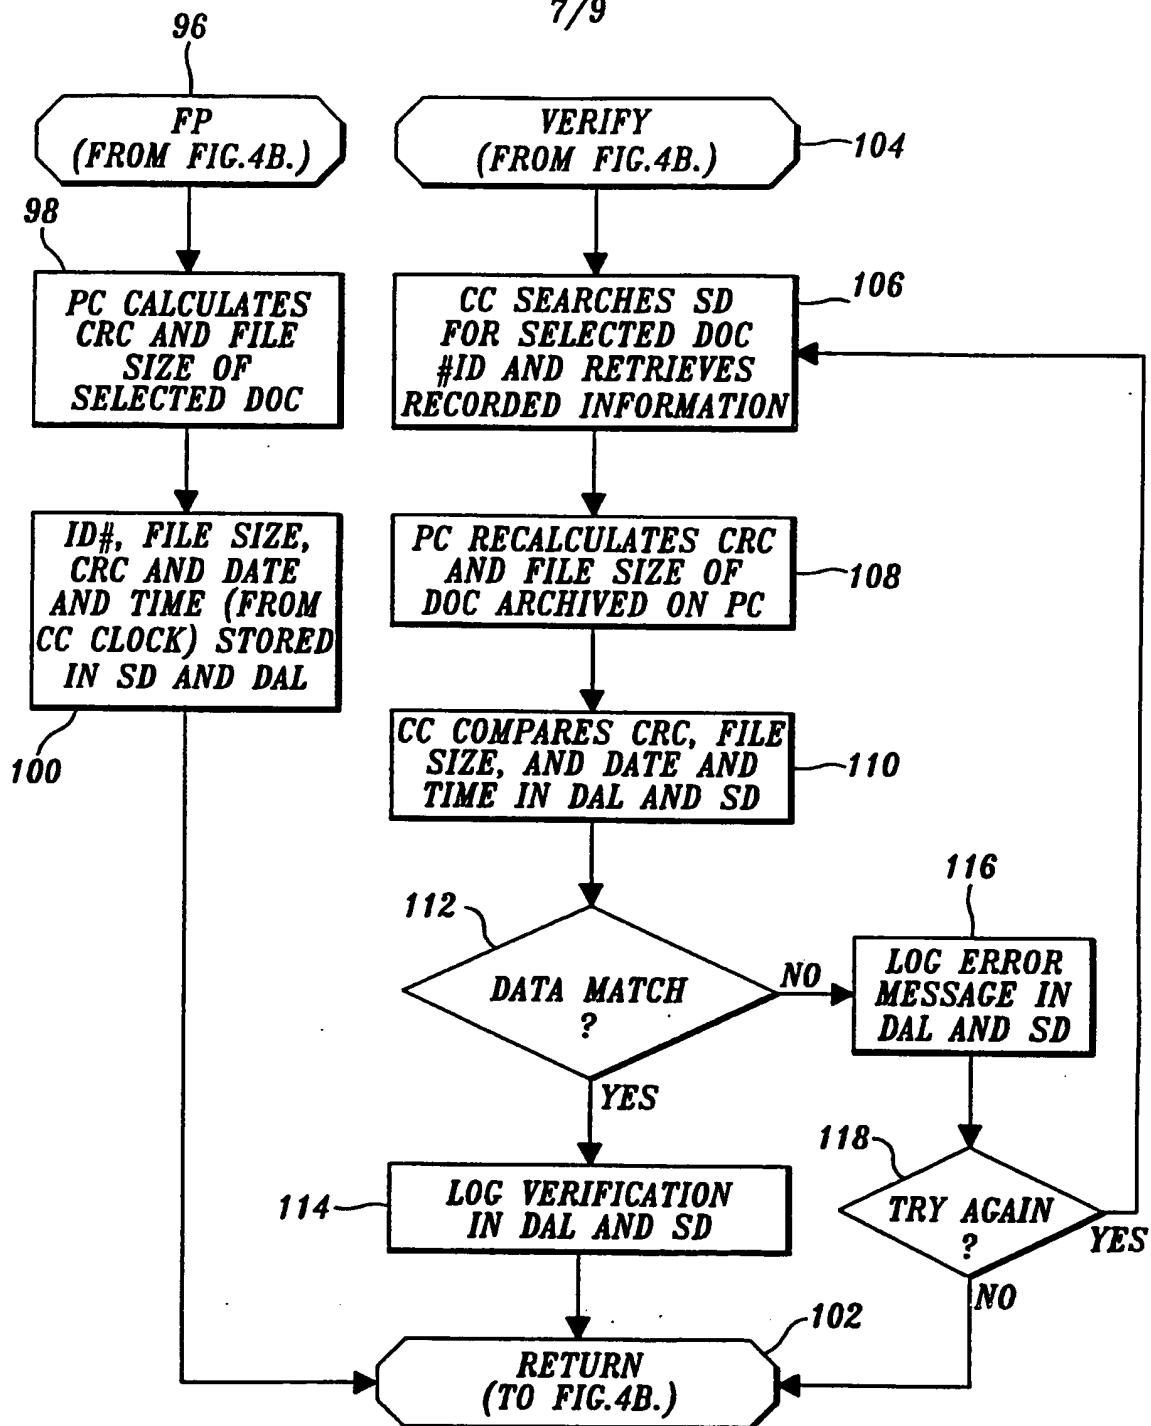 7/9
96
FP
(FROM FIG.4B.)
VERIFY
(FROM FIG.4B.)
104
98
PC CALCULATES
CRC AND FILE
SIZE OF
SELECTED DOC
CC SEARCHES SD
FOR SELECTED DOC
#ID AND RETRIEVES
RECORDED INFORMATION
106
ID#, FILE SIZE,
CRC AND DATE
AND TIME (FROM
CC CLOCK) STORED
IN SD AND DAL
100
PC RECALCULATES CRC
AND FILE SIZE OF
DOC ARCHIVED ON PC
108
CC COMPARES CRC, FILE
SIZE, AND DATE AND
TIME IN DAL AND SD
110
112
DATA MATCH
?
NO
YES
116
LOG ERROR
MESSAGE IN
DAL AND SD
118
TRY AGAIN
?
YES
NO
114
LOG VERIFICATION
IN DAL AND SD
102
RETURN
(TO FIG.4B.)